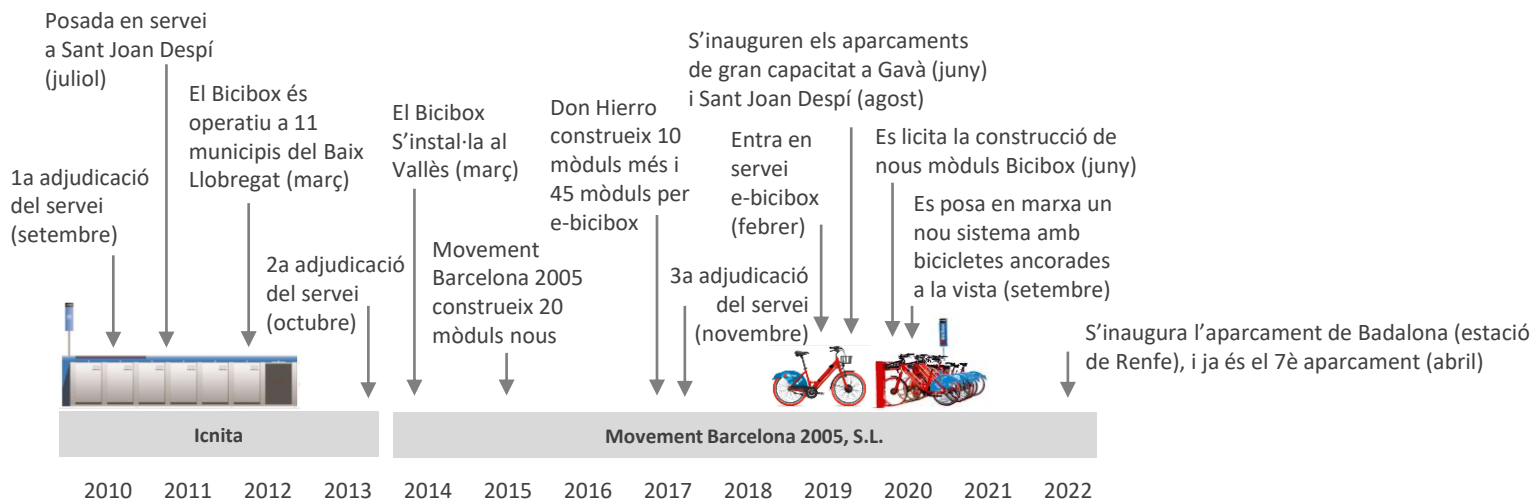 Posada en servei
a Sant Joan Despí
(juliol)
El Bicibox és
operatiu a 11
municipis del Baix
Llobregat (març)
1a adjudicació
del servei
(setembre)
2a adjudicació
del servei
(octubre)
El Bicibox
S’instal·la al
Vallès (març)
Movement
Barcelona 2005
construeix 20
mòduls nous
Don Hierro
construeix 10
mòduls més i
45 mòduls per
e-bicibox
3a adjudicació
del servei
(novembre)
S’inauguren els aparcaments
de gran capacitat a Gavà (juny)
i Sant Joan Despí (agost)
Entra en
servei
e-bicibox
(febrer)
Es licita la construcció de
nous mòduls Bicibox (juny)
Es posa en marxa un
nou sistema amb
bicicletes ancorades
a la vista (setembre)
S’inaugura l’aparcament de Badalona (estació
de Renfe), i ja és el 7è aparcament (abril)
Icnita
Movement Barcelona 2005, S.L.
2010 2011 2012 2013 2014 2015 2016 2017 2018 2019 2020 2021 2022